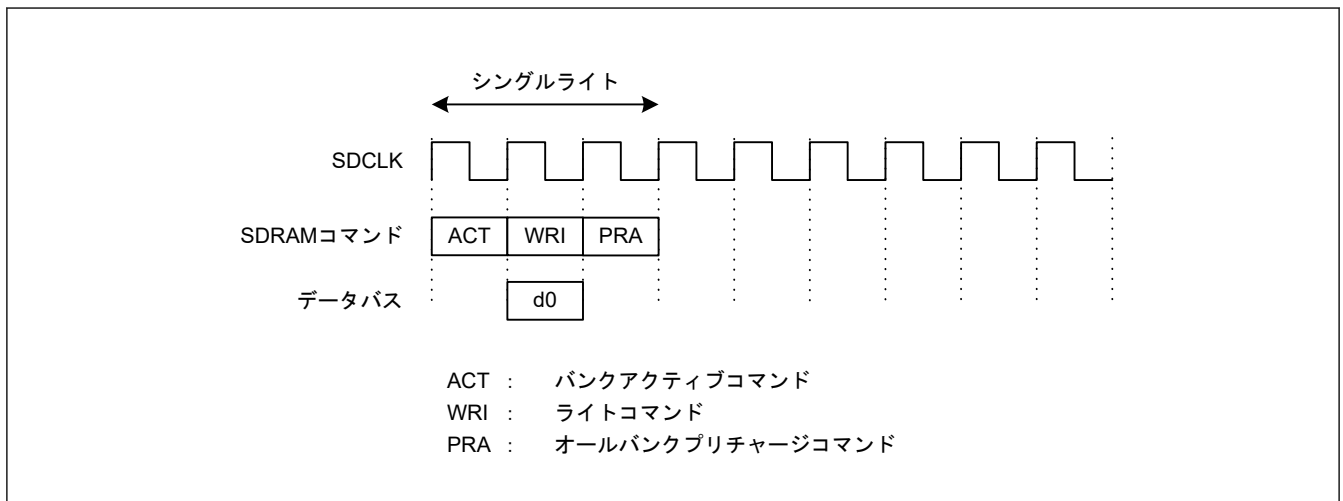 シングルライト
SDCLK
SDRAMコマンド ACT WRI PRA
データバス d0
ACT : バンクアクティブコマンド
WRI : ライトコマンド
PRA : オールバンクプリチャージコマンド